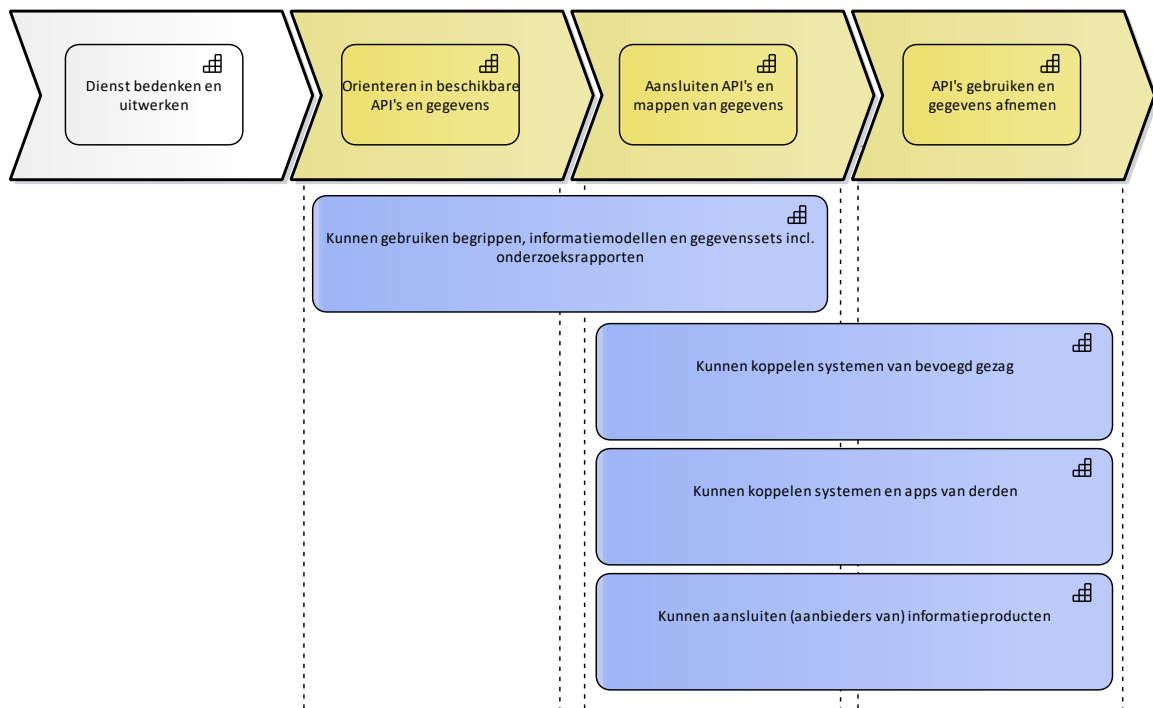 Dienst bedenken en
uitwerken
Orienteren in beschikbare
API's en gegevens
Aansluiten API's en
mappen van gegevens
API's gebruiken en
gegevens afnemen
Kunnen gebruiken begrippen, informatiemodellen en gegevenssets incl.
onderzoeksrapporten
Kunnen koppelen systemen van bevoegd gezag
Kunnen koppelen systemen en apps van derden
Kunnen aansluiten (aanbieders van) informatieproducten